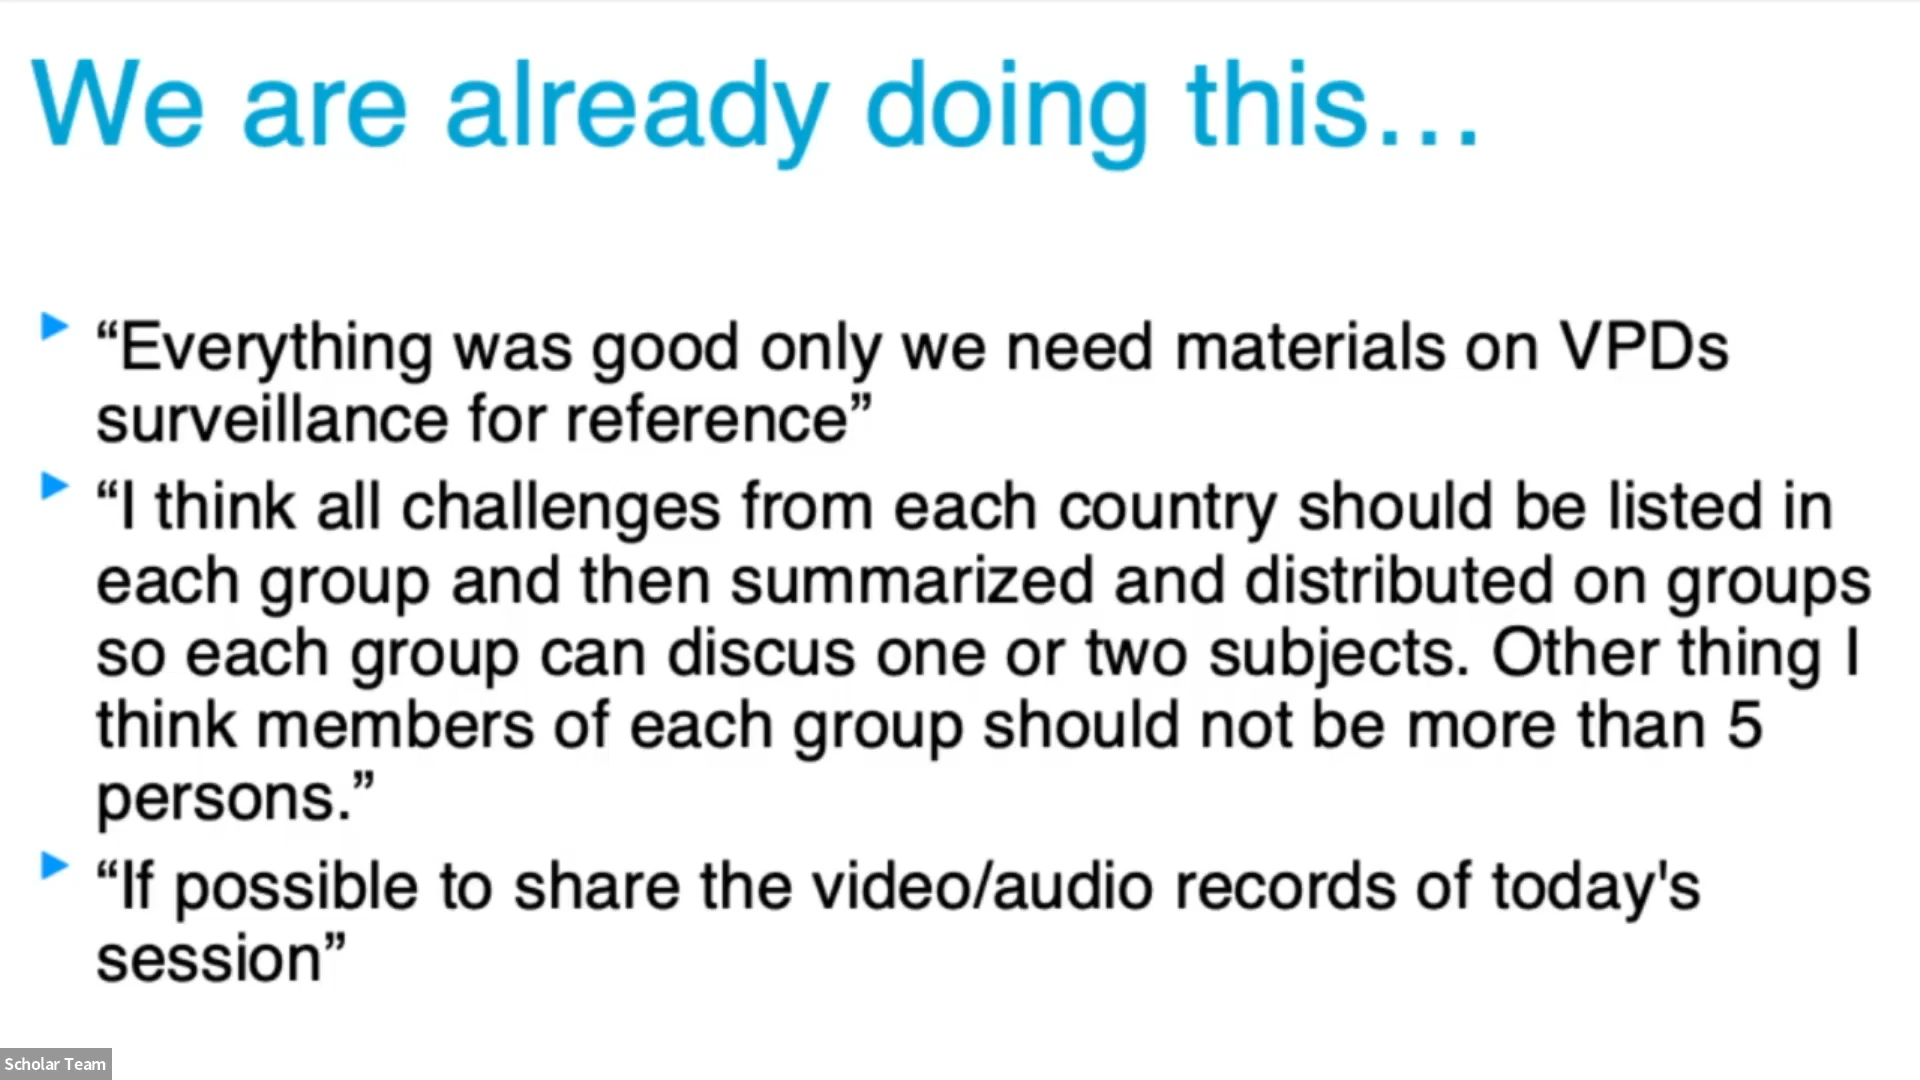 We are already doing this…
“Everything was good only we need materials on VPDs
surveillance for reference”
“I think all challenges from each country should be listed in
each group and then summarized and distributed on groups
so each group can discus one or two subjects. Other thing I
think members of each group should not be more than 5
persons.”
“If possible to share the video/audio records of today's
session”
Scholar Team